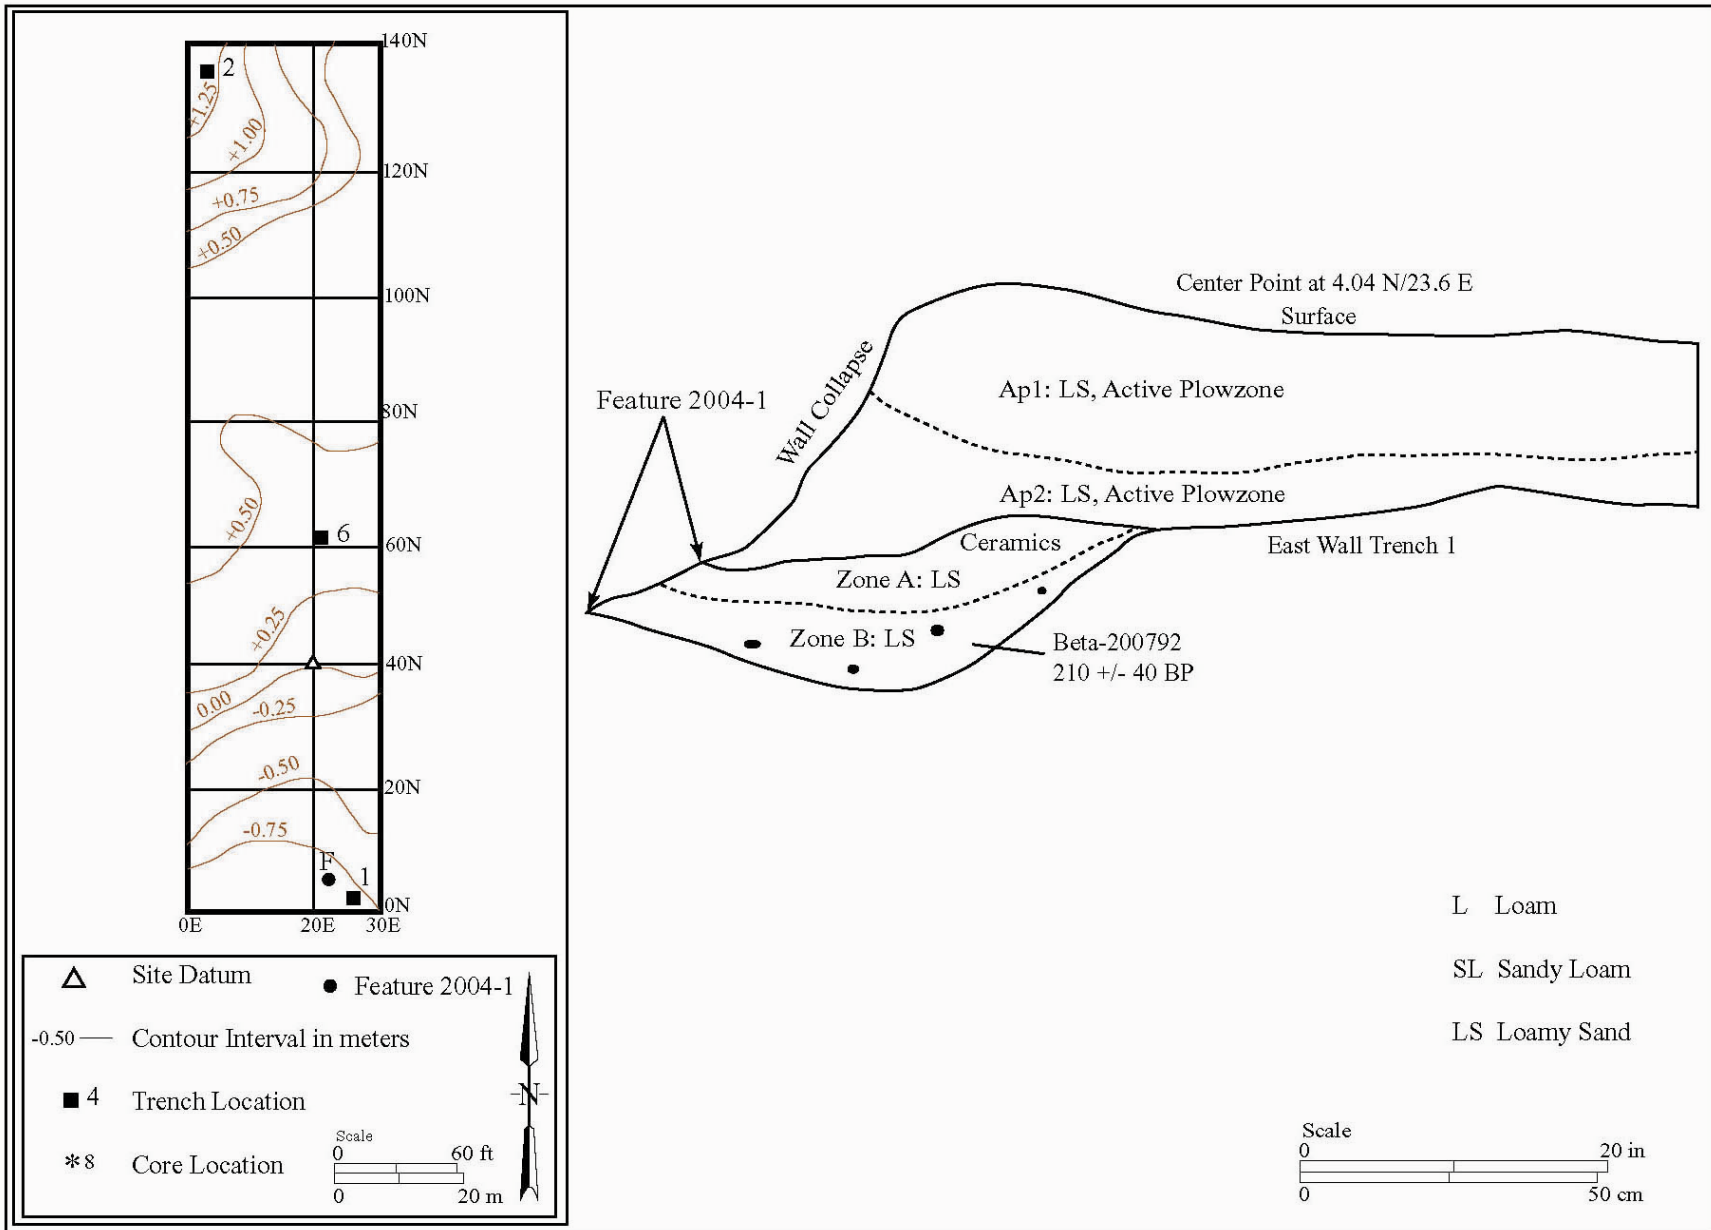 140N
2
+1.25
+1.00
120N
+0.75
+0.50
100N
80N
+0.50
6
60N
+0.25
40N
0.00
-0.25
-0.50
20N
-0.75
F
1
0N
0E
20E
30E
Site Datum
Feature 2004-1
-0.50
Contour Interval in meters
4
Trench Location
*8
Core Location
Scale
0
60 ft
0
20 m
-N-
Center Point at 4.04 N/23.6 E
Surface
Wall Collapse
Feature 2004-1
Ap1: LS, Active Plowzone
Ap2: LS, Active Plowzone
Ceramics
East Wall Trench 1
Zone A: LS
Zone B: LS
Beta-200792
210 +/- 40 BP
L Loam
SL Sandy Loam
LS Loamy Sand
Scale
0
20 in
0
50 cm